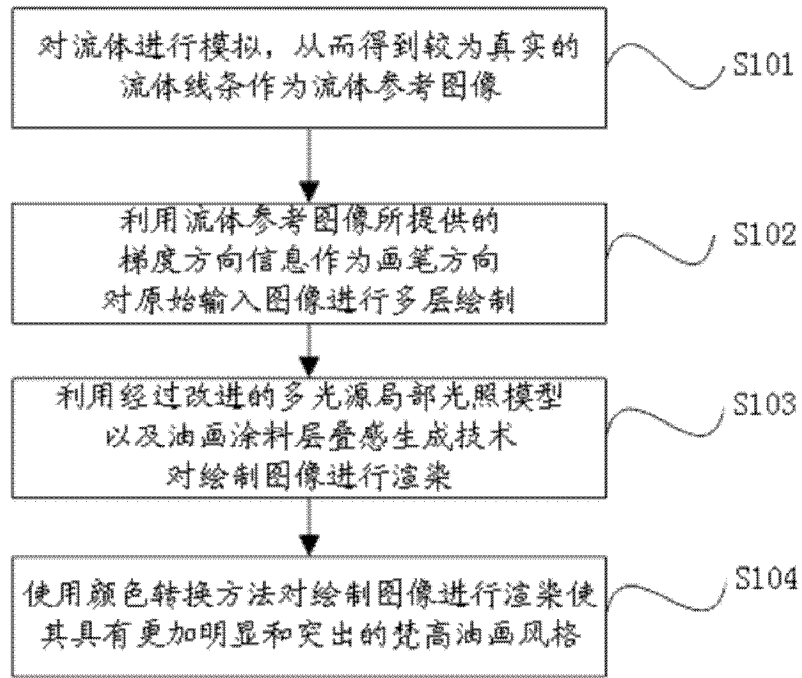 对流体进行模拟，从而得到较为真实的
流体线条作为流体参考图像
S101
利用流体参考图像所提供的
梯度方向信息作为画笔方向
对原始输入图像进行多层绘制
S102
利用经过改进的多光源局部光照模型
以及油画涂料层叠感生成技术
对绘制图像进行渲染
S103
使用颜色转换方法对绘制图像进行渲染使
其具有更加明显和突出的梵高油画风格
S104